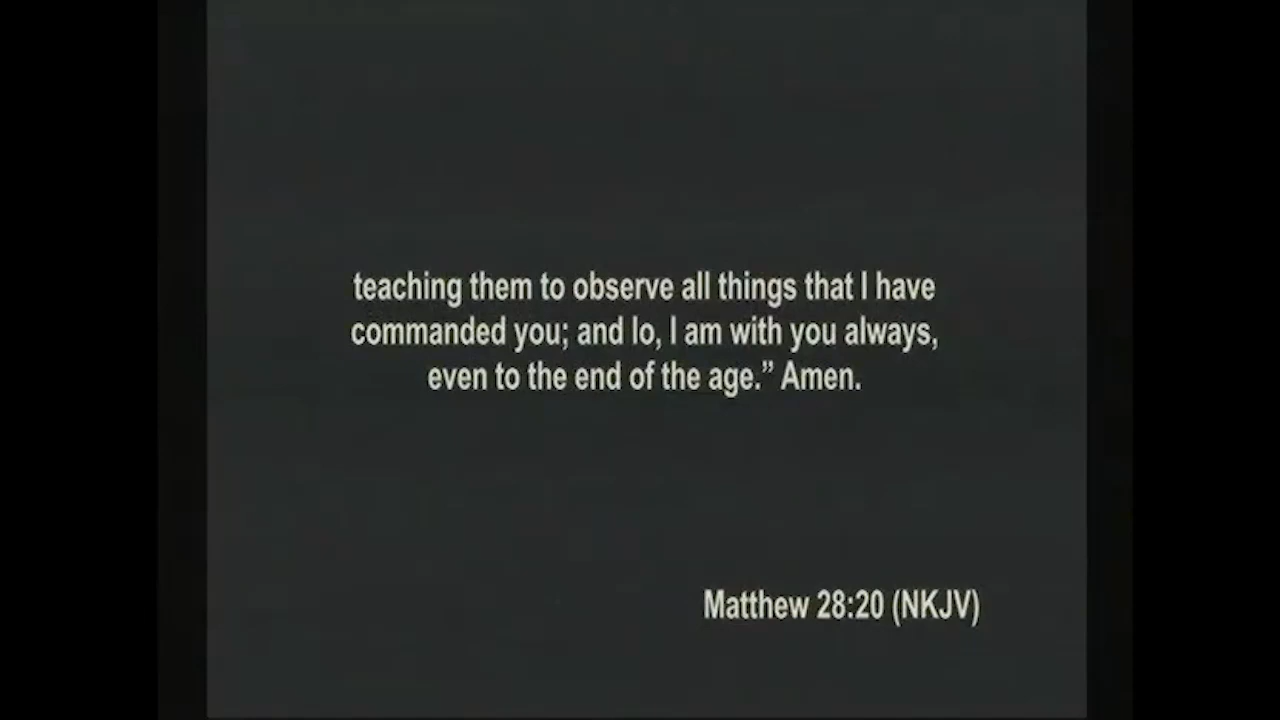 teaching them to observe all things that I have
commanded you; and lo, I am with you always,
even to the end of the age.” Amen.
Matthew 28:20 (NKJV)